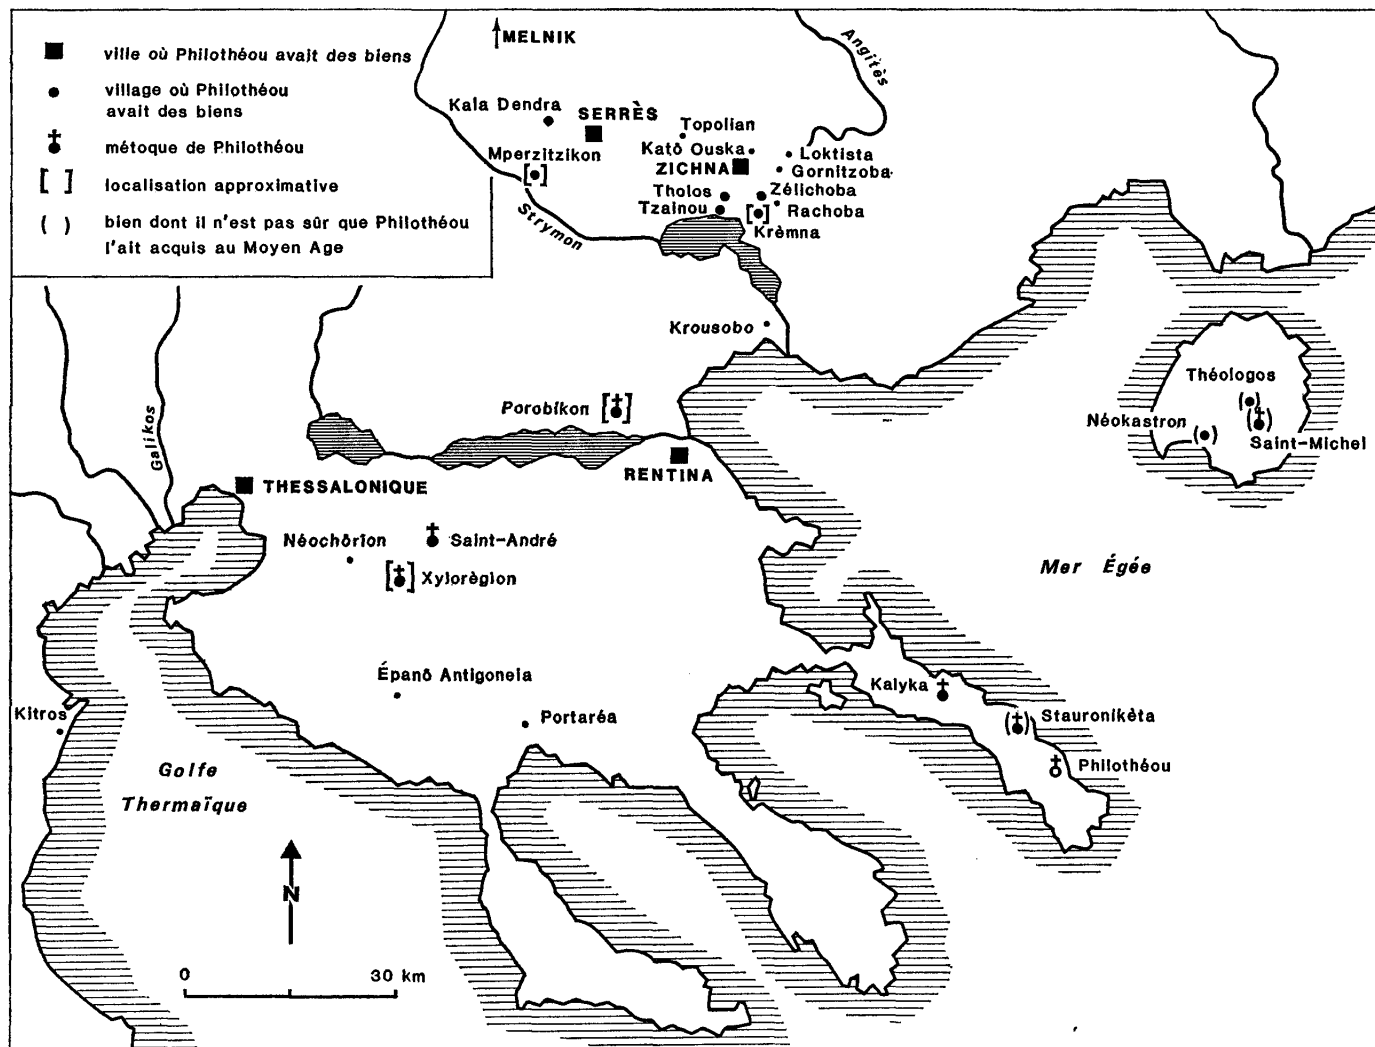 ville où Philothéou avait des biens
village où Philothéou
avait des biens
métoque de Philothéou
[ ] localisation approximative
( ) bien dont il n'est pas sûr que Philothéou
l'ait acquis au Moyen Age
MELNIK
Angitès
Kala Dendra
SERRÈS
Topolian
Mperzitzikon
Katô Ouska
Loktista
ZICHNA
Gornitzoba
Tholos
Zélichoba
Tzainou
Rachoba
Krèmna
Strymon
Krousobo
Théologos
Porobikon
Néokastron
Saint-Michel
Galikos
RENTINA
THESSALONIQUE
Néochôrion
Saint-André
Xylorègion
Mer Égée
Épanô Antigoneia
Kalyka
Kitros
Portaréa
Stauronikèta
Philothéou
Golfe
Thermaïque
N
0 30 km